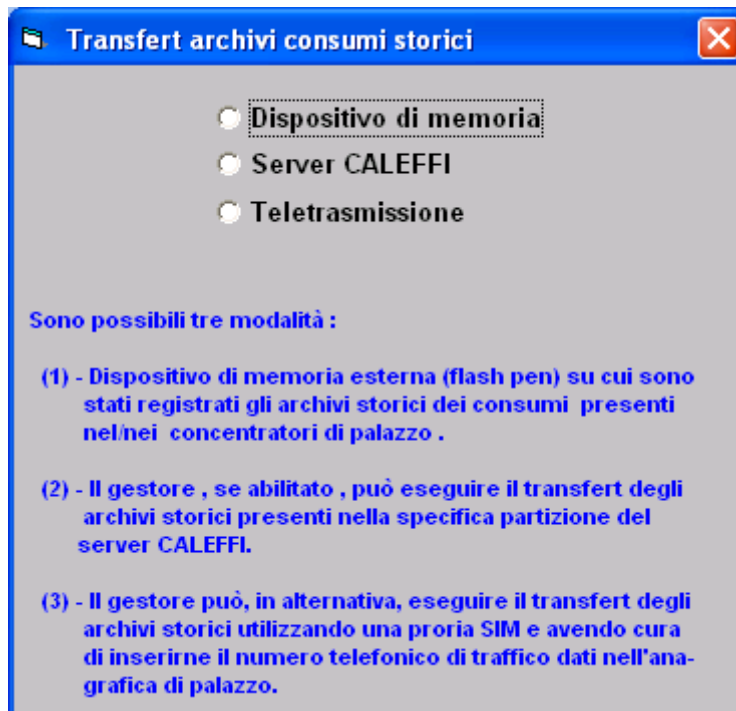 Transfert archivi consumi storici
Dispositivo di memoria
Server CALEFFI
Teletrasmissione
Sono possibili tre modalità :
(1) - Dispositivo di memoria esterna (flash pen) su cui sono
stati registrati gli archivi storici dei consumi presenti
nel/nei concentratori di palazzo .
(2) - Il gestore , se abilitato , può eseguire il transfert degli
archivi storici presenti nella specifica partizione del
server CALEFFI.
(3) - Il gestore può, in alternativa, eseguire il transfert degli
archivi storici utilizzando una proria SIM e avendo cura
di inserirne il numero telefonico di traffico dati nell'ana-
grafica di palazzo.